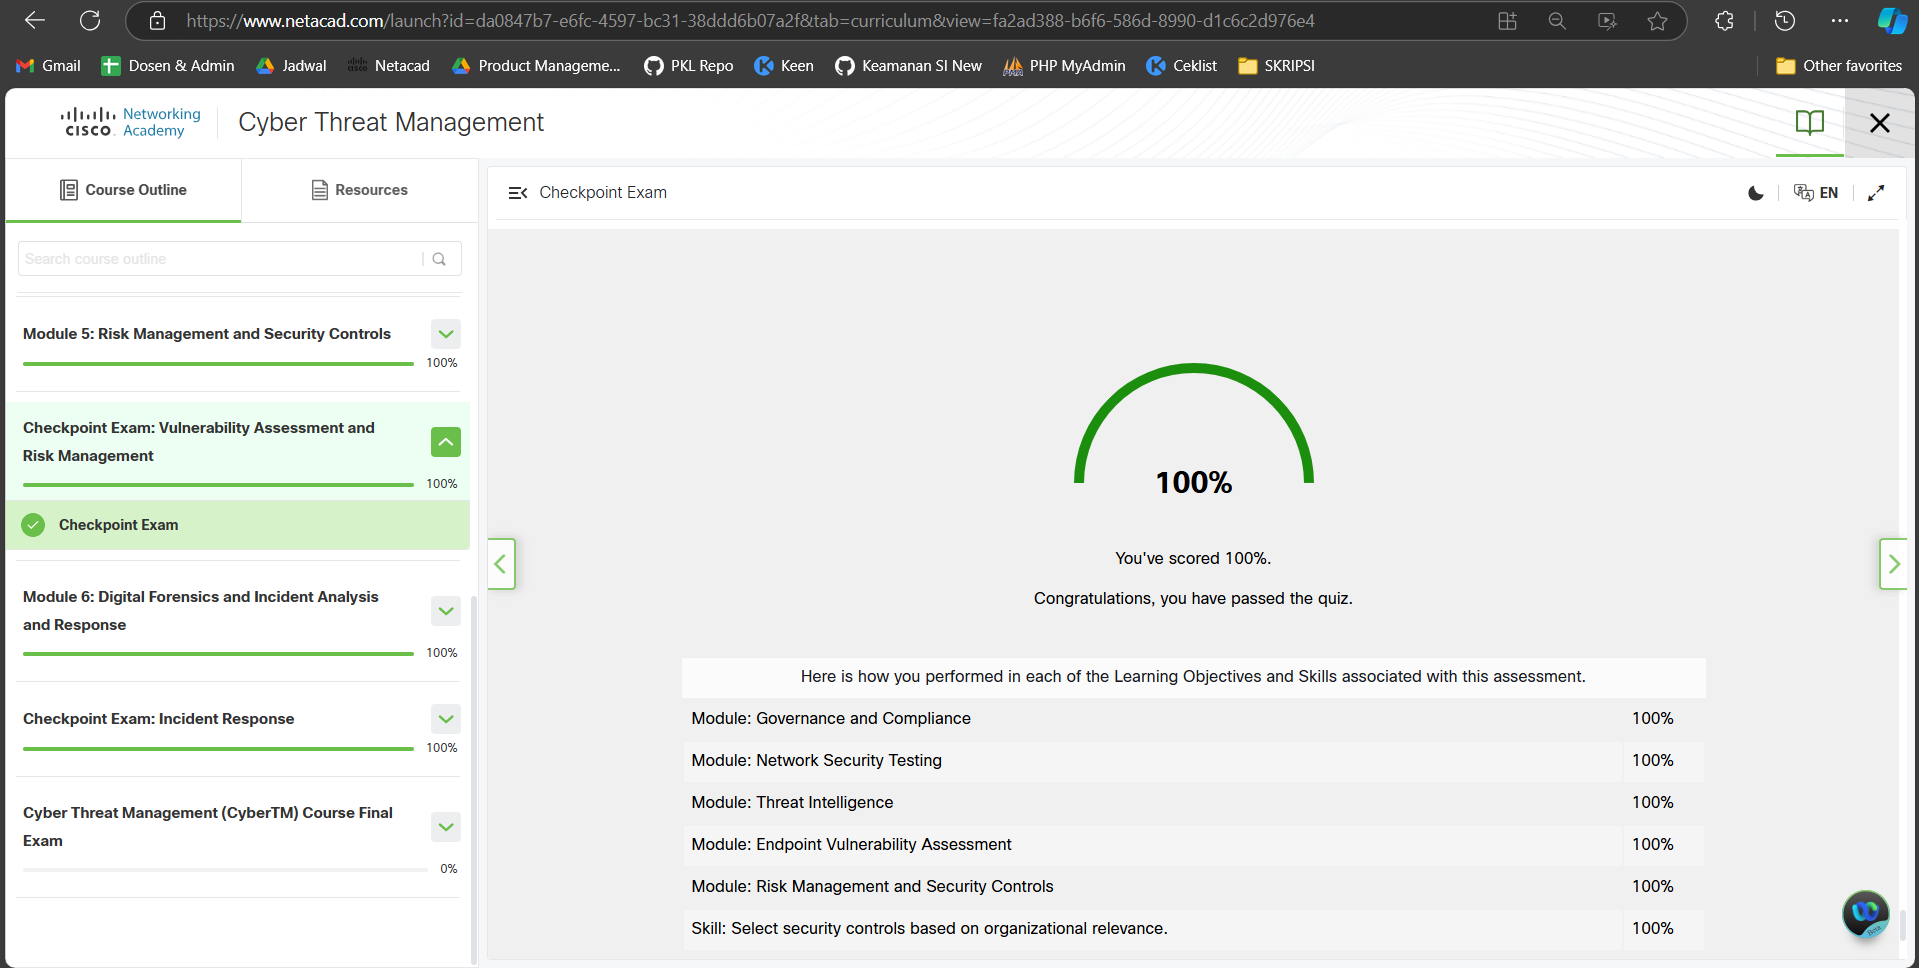 https://www.netacad.com/launch?id=da0847b7-e6fc-4597-bc31-38ddd6b07a2f&tab=curriculum&view=fa2ad388-b6f6-586d-8990-d1c6c2d976e4
Gmail
Dosen & Admin
Jadwal
Netacad
Product Manageme...
PKL Repo
Keen
Keamanan SI New
PHP MyAdmin
Ceklist
SKRIPSI
Other favorites
CISCO
Networking
Academy
Cyber Threat Management
Course Outline
Resources
Search course outline
Module 5: Risk Management and Security Controls
100%
Checkpoint Exam: Vulnerability Assessment and
Risk Management
100%
Checkpoint Exam
Module 6: Digital Forensics and Incident Analysis
and Response
100%
Checkpoint Exam: Incident Response
100%
Cyber Threat Management (CyberTM) Course Final
Exam
0%
Checkpoint Exam
EN
100%
You've scored 100%.
Congratulations, you have passed the quiz.
Here is how you performed in each of the Learning Objectives and Skills associated with this assessment.
Module: Governance and Compliance 100%
Module: Network Security Testing 100%
Module: Threat Intelligence 100%
Module: Endpoint Vulnerability Assessment 100%
Module: Risk Management and Security Controls 100%
Skill: Select security controls based on organizational relevance. 100%
Beta